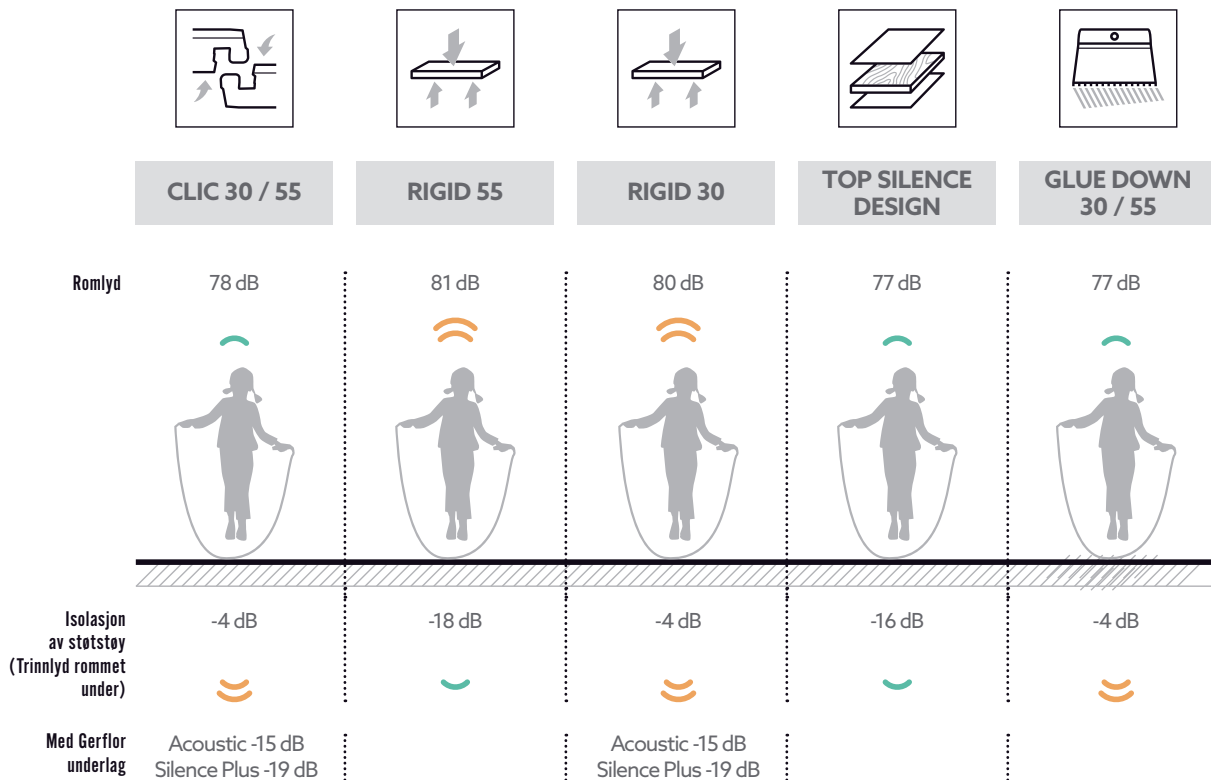 CLIC 30 / 55
RIGID 55
RIGID 30
TOP SILENCE
DESIGN
GLUE DOWN
30 / 55
Romlyd
78 dB
81 dB
80 dB
77 dB
77 dB
Isolasjon
av støtstøy
(Trinnlyd rommet
under)
-4 dB
-18 dB
-4 dB
-16 dB
-4 dB
Med Gerflor
underlag
Acoustic -15 dB
Silence Plus -19 dB
Acoustic -15 dB
Silence Plus -19 dB